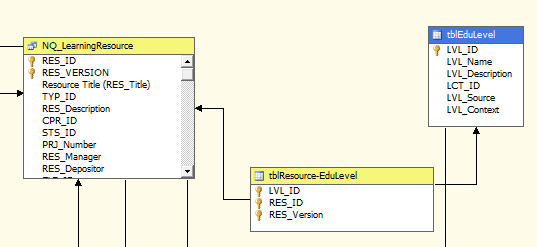 NQ_LearningResource
RES_ID
RES_VERSION
Resource Title (RES_Title)
TYP_ID
RES_Description
CPR_ID
STS_ID
PRJ_Number
RES_Manager
RES_Depositor
tblEduLevel
LVL_ID
LVL_Name
LVL_Description
LCT_ID
LVL_Source
LVL_Context
tblResource-EduLevel
LVL_ID
RES_ID
RES_Version